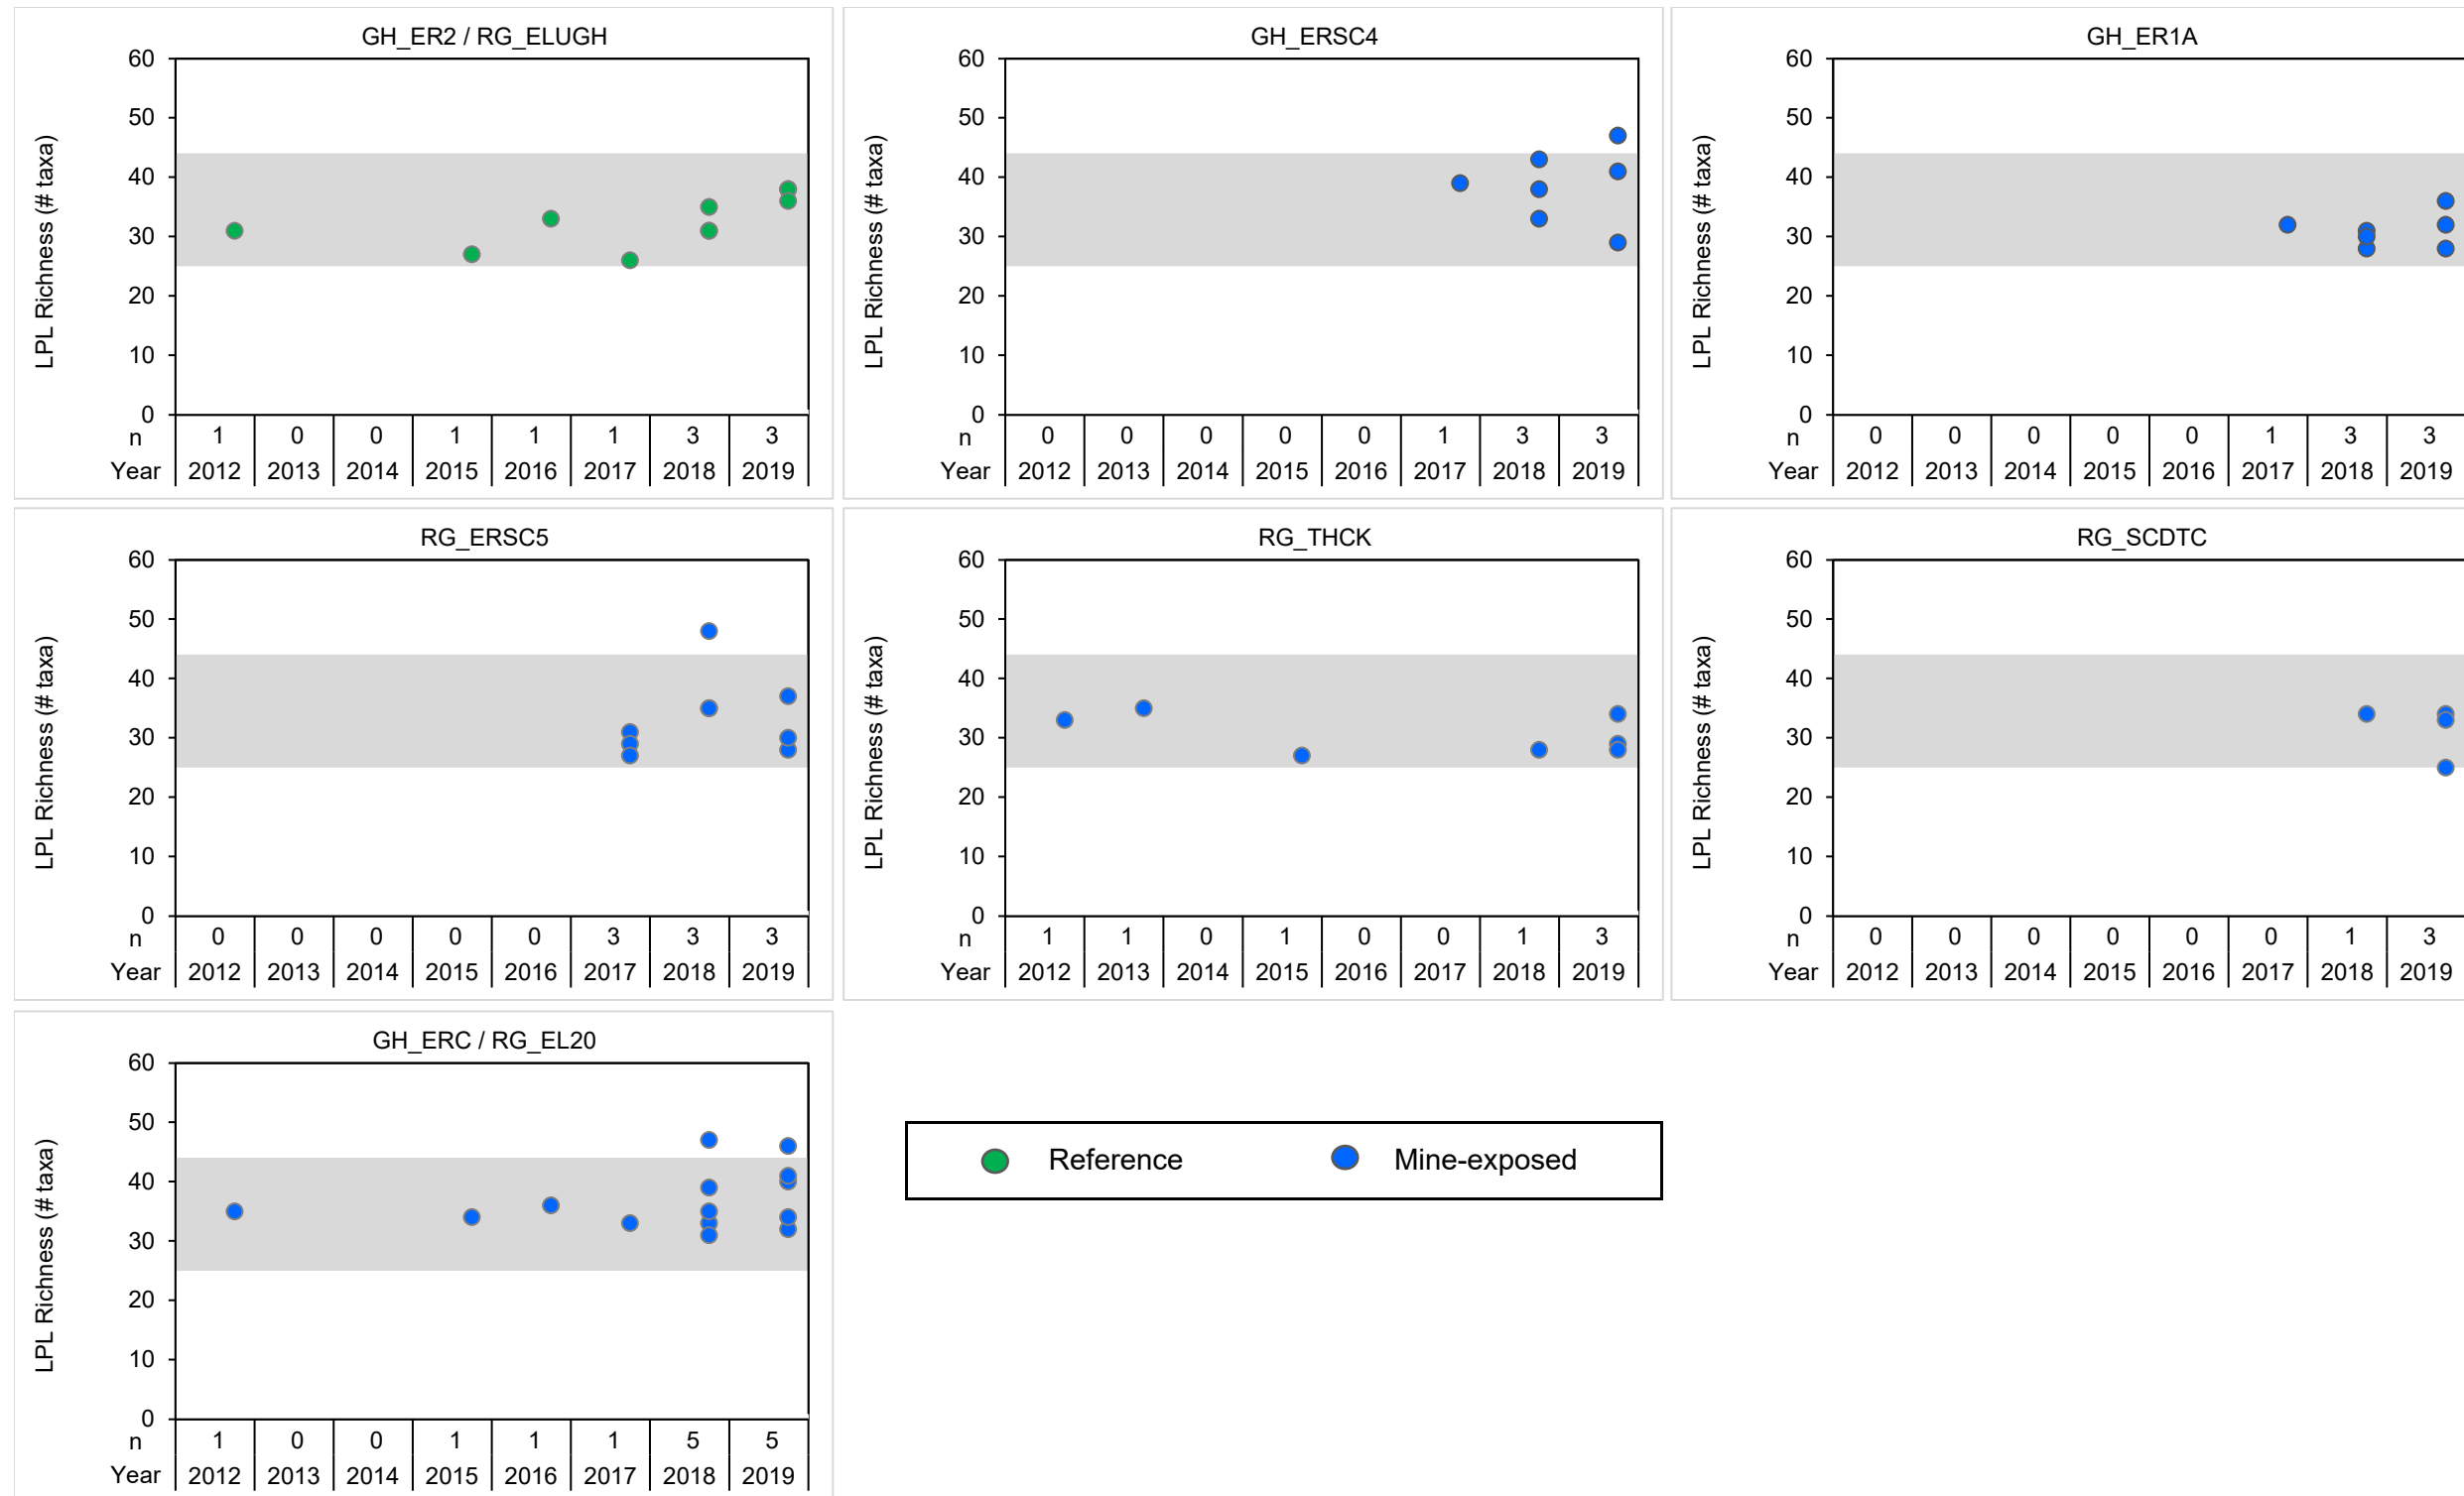 GH_ER2 / RG_ELUGH
LPL Richness (# taxa)
60
50
40
30
20
10
0
n 1 0 0 1 1 1 3 3
Year 2012 2013 2014 2015 2016 2017 2018 2019
GH_ERSC4
LPL Richness (# taxa)
60
50
40
30
20
10
0
n 0 0 0 0 0 1 3 3
Year 2012 2013 2014 2015 2016 2017 2018 2019
GH_ER1A
LPL Richness (# taxa)
60
50
40
30
20
10
0
n 0 0 0 0 0 1 3 3
Year 2012 2013 2014 2015 2016 2017 2018 2019
RG_ERSC5
LPL Richness (# taxa)
60
50
40
30
20
10
0
n 0 0 0 0 0 3 3 3
Year 2012 2013 2014 2015 2016 2017 2018 2019
RG_THCK
LPL Richness (# taxa)
60
50
40
30
20
10
0
n 1 1 0 1 0 0 1 3
Year 2012 2013 2014 2015 2016 2017 2018 2019
RG_SCDTC
LPL Richness (# taxa)
60
50
40
30
20
10
0
n 0 0 0 0 0 0 1 3
Year 2012 2013 2014 2015 2016 2017 2018 2019
GH_ERC / RG_EL20
LPL Richness (# taxa)
60
50
40
30
20
10
0
n 1 0 0 1 1 1 5 5
Year 2012 2013 2014 2015 2016 2017 2018 2019
Reference Mine-exposed